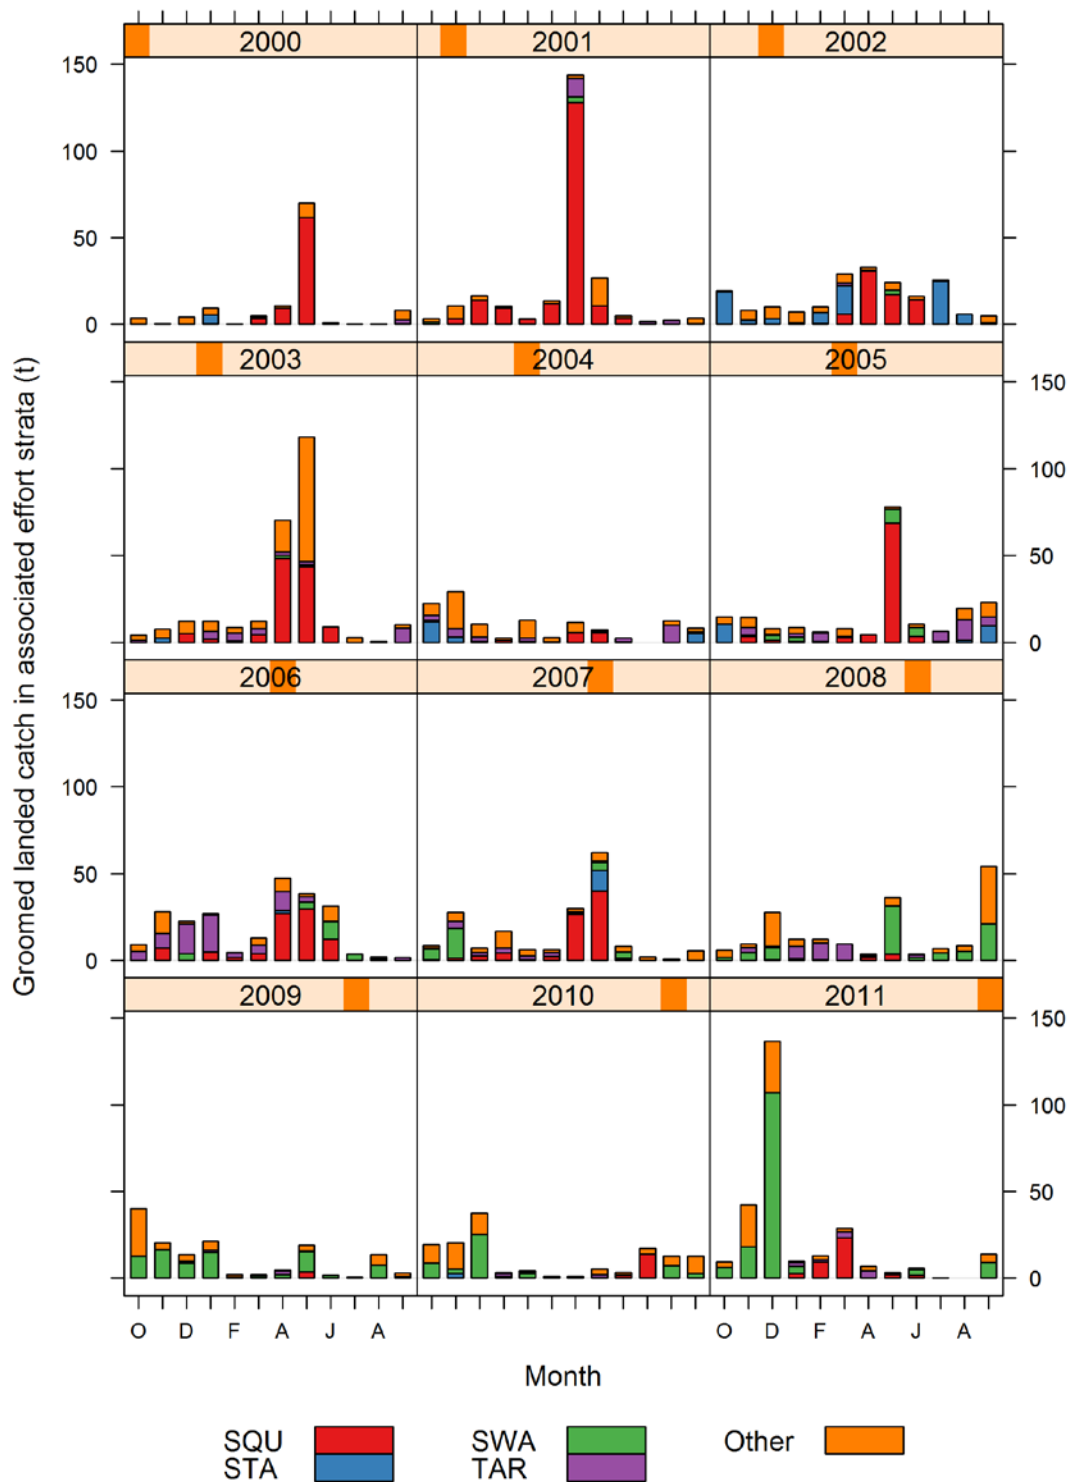 2000 2001 2002
150
100
50
0
2003 2004 2005
150
100
50
0
2006 2007 2008
150
100
50
0
2009 2010 2011
150
100
50
0
Groomed landed catch in associated effort strata (t)
O D F A J A O D F A J A
Month
SQU SWA Other
STA TAR